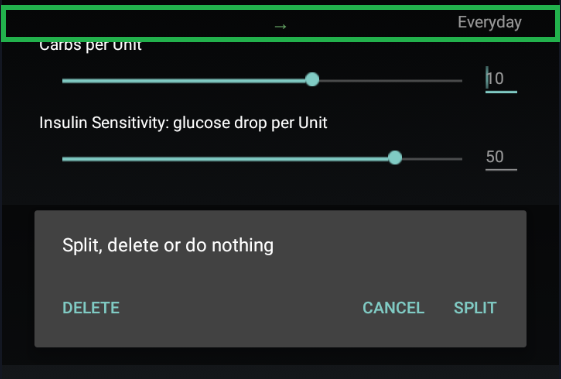 → Everyday
Carbs per Unit
10
Insulin Sensitivity: glucose drop per Unit
50
Split, delete or do nothing
DELETE CANCEL SPLIT